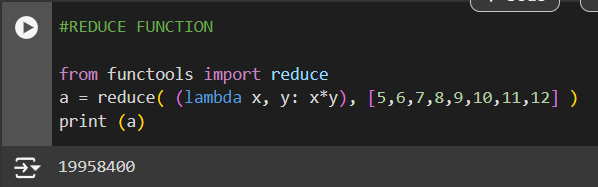 #REDUCE FUNCTION
from functools import reduce
a = reduce( (lambda x, y: x*y), [5,6,7,8,9,10,11,12] )
print (a)
19958400